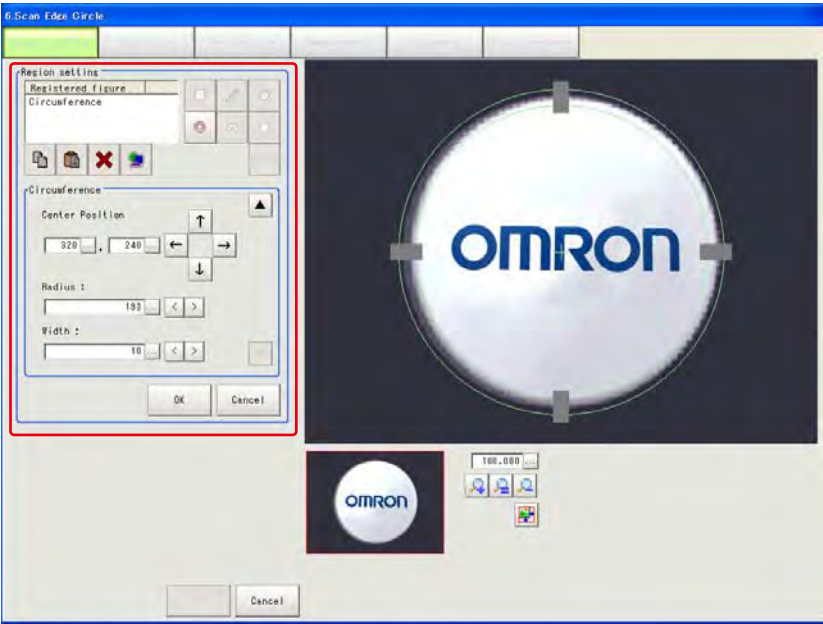 6.Scan Edge Circle
Region setting
Registered figure
Circumference
Circumference
Center Position
320 ... , 240 ...
Radius :
...
Width :
10 ...
OK
Cancel
OMRON
OMRON
100.000 ...
Cancel